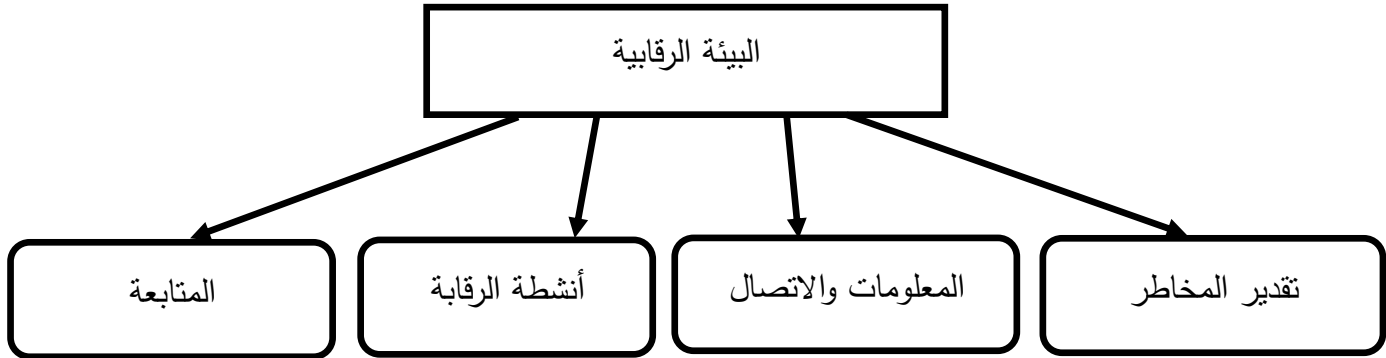 البيئة الرقابية
تقدير المخاطر
المعلومات والاتصال
أنشطة الرقابة
المتابعة